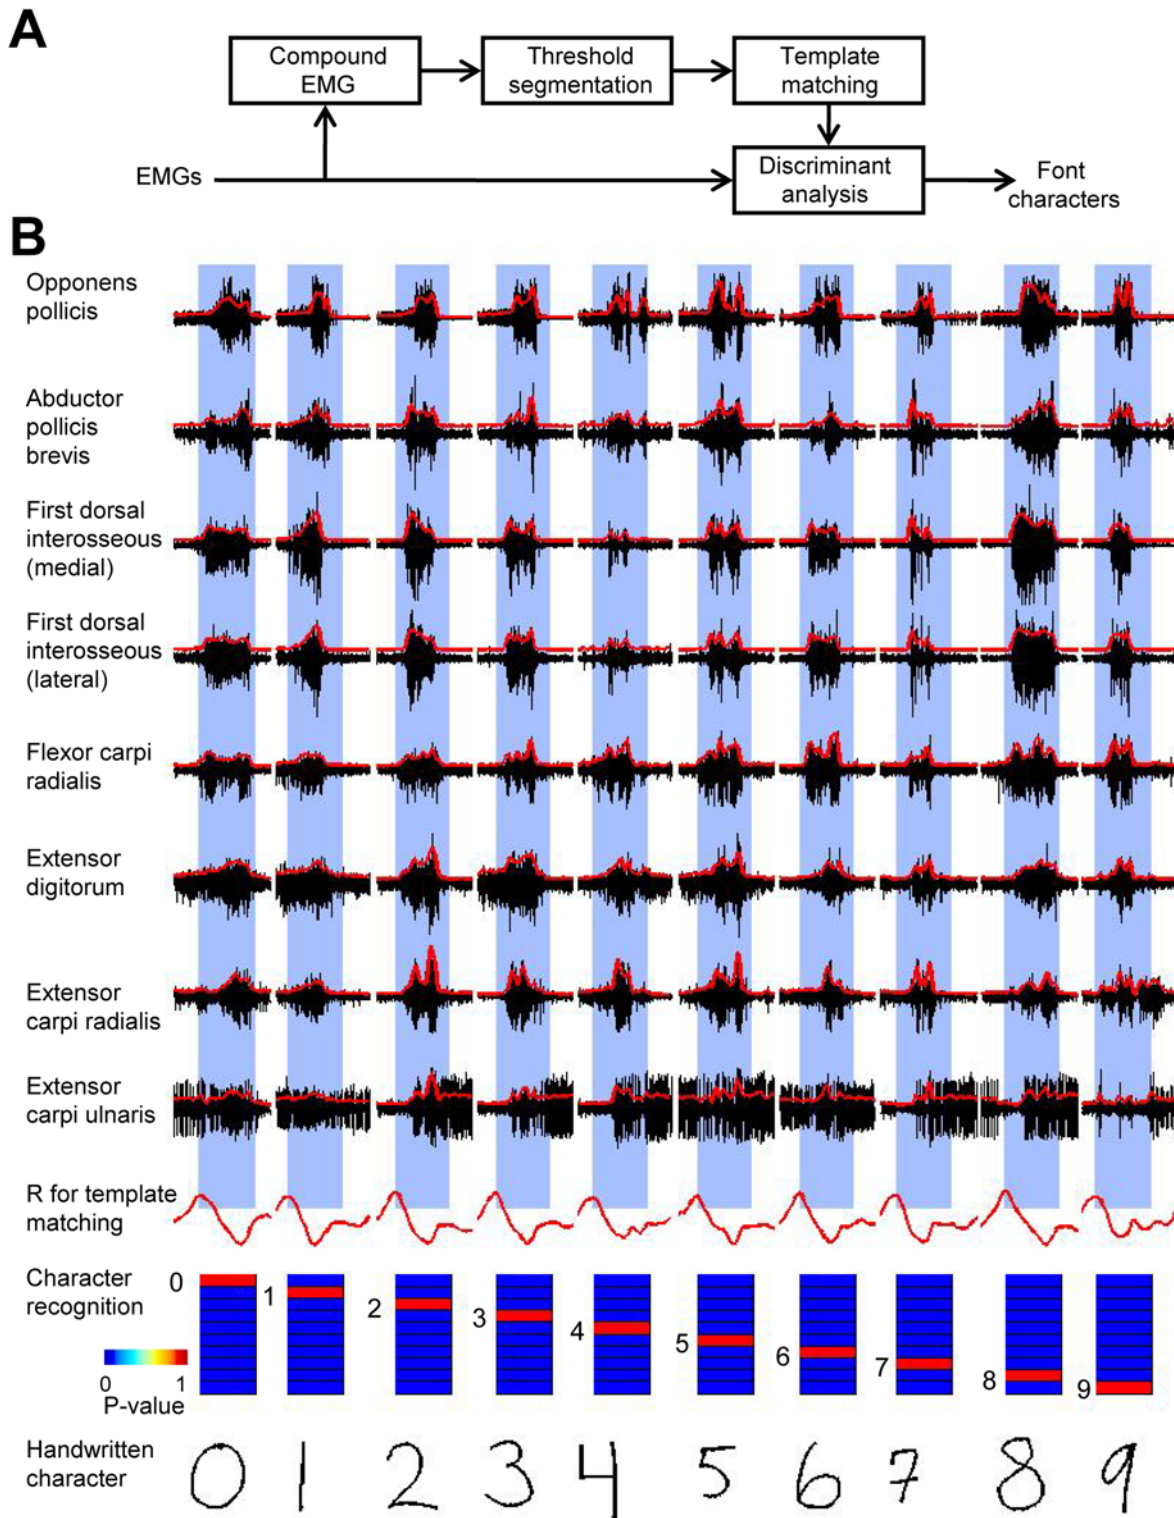 A
Compound
EMG
Threshold
segmentation
Template
matching
EMGs
Discriminant
analysis
Font
characters
B
Opponens
pollicis
Abductor
pollicis
brevis
First dorsal
interosseous
(medial)
First dorsal
interosseous
(lateral)
Flexor carpi
radialis
Extensor
digitorum
Extensor
carpi radialis
Extensor
carpi ulnaris
R for template
matching
Character
recognition
0 1 2 3 4 5 6 7 8 9
0 1
P-value
Handwritten
character
0 1 2 3 4 5 6 7 8 9